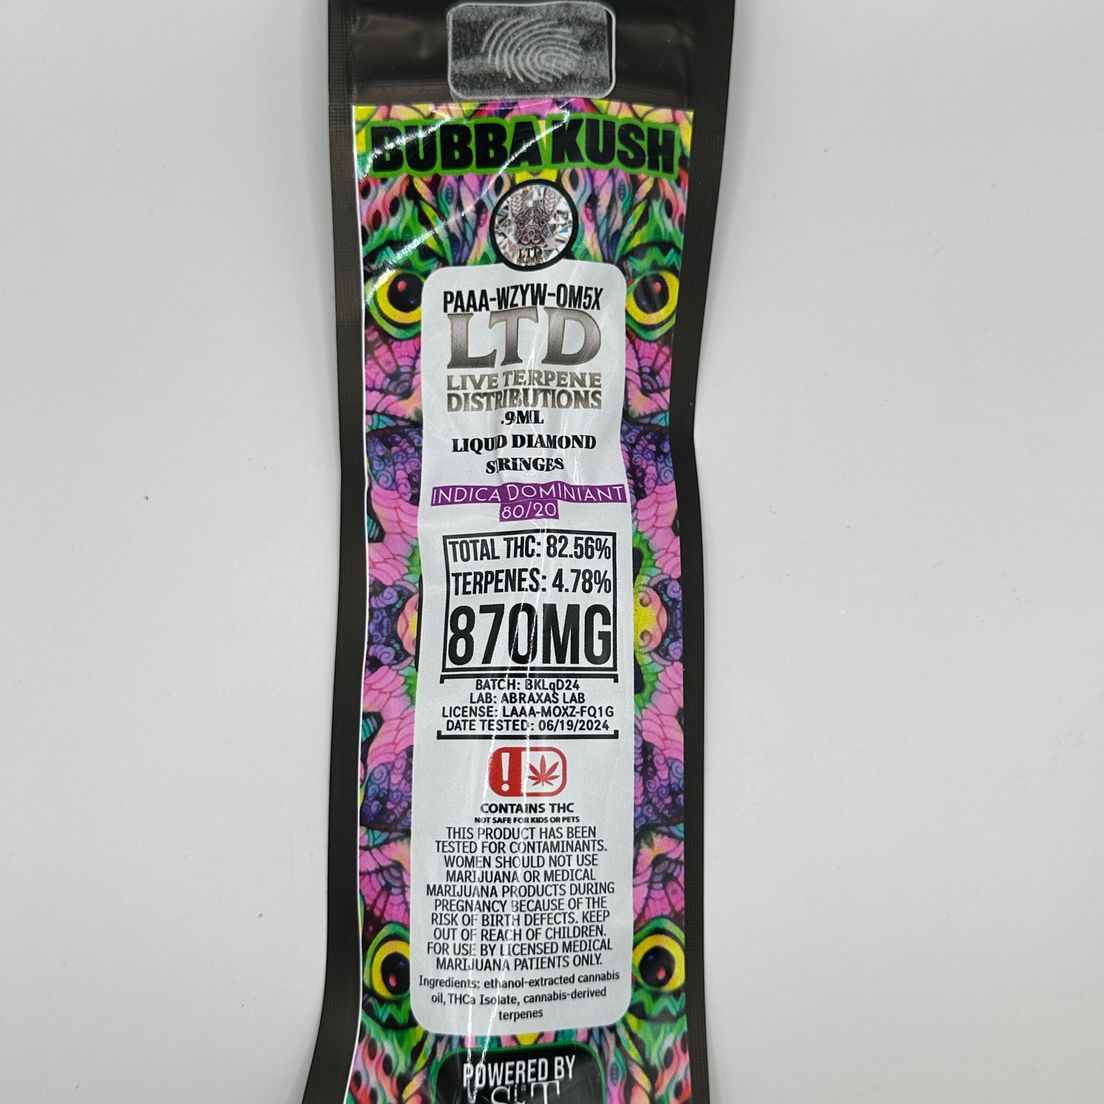 BUBBA KUSH
LTD
PAAA-WZYW-OM5X
LTD
LIVE TERPENE
DISTRIBUTIONS
.9ML
LIQUID DIAMOND
SRINGES
INDICA DOMINIANT
80/20
TOTAL THC: 82.56%
TERPENES: 4.78%
870MG
BATCH: BKLqD24
LAB: ABRAXAS LAB
LICENSE: LAAA-MOXZ-FQ1G
DATE TESTED: 06/19/2024
!
CONTAINS THC
NOT SAFE FOR KIDS OR PETS
THIS PRODUCT HAS BEEN
TESTED FOR CONTAMINANTS.
WOMEN SHOULD NOT USE
MARIJUANA OR MEDICAL
MARIJUANA PRODUCTS DURING
PREGNANCY BECAUSE OF THE
RISK OF BIRTH DEFECTS. KEEP
OUT OF REACH OF CHILDREN.
FOR USE BY LICENSED MEDICAL
MARIJUANA PATIENTS ONLY.
Ingredients: ethanol-extracted cannabis
oil, THCa Isolate, cannabis-derived
terpenes
POWERED BY